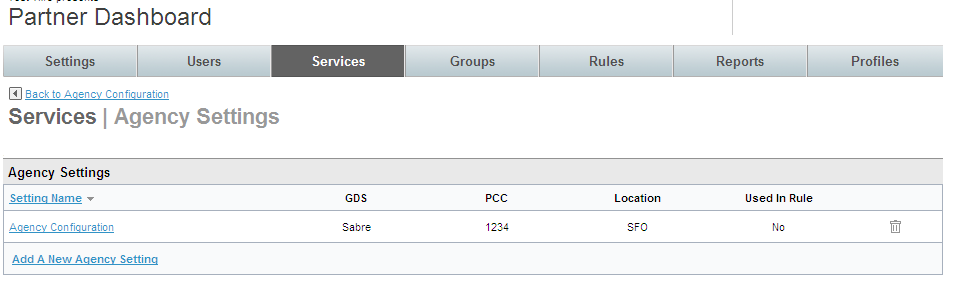 Partner Dashboard
Settings Users Services Groups Rules Reports Profiles
Back to Agency Configuration
Services | Agency Settings
Agency Settings
Setting Name GDS PCC Location Used In Rule
Agency Configuration Sabre 1234 SFO No
Add A New Agency Setting